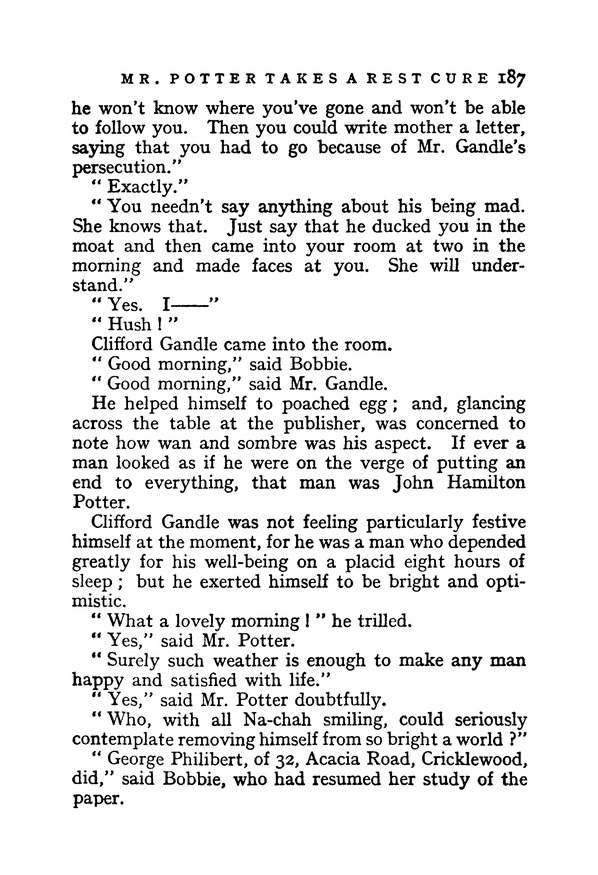 MR. POTTER TAKES A REST CURE 187
he won't know where you've gone and won't be able
to follow you. Then you could write mother a letter,
saying that you had to go because of Mr. Gandle's
persecution."
" Exactly."
" You needn't say anything about his being mad.
She knows that. Just say that he ducked you in the
moat and then came into your room at two in the
morning and made faces at you. She will under-
stand."
" Yes. I——"
" Hush ! "
Clifford Gandle came into the room.
" Good morning," said Bobbie.
" Good morning," said Mr. Gandle.
He helped himself to poached egg ; and, glancing
across the table at the publisher, was concerned to
note how wan and sombre was his aspect. If ever a
man looked as if he were on the verge of putting an
end to everything, that man was John Hamilton
Potter.
Clifford Gandle was not feeling particularly festive
himself at the moment, for he was a man who depended
greatly for his well-being on a placid eight hours of
sleep ; but he exerted himself to be bright and opti-
mistic.
" What a lovely morning ! " he trilled.
" Yes," said Mr. Potter.
" Surely such weather is enough to make any man
happy and satisfied with life."
" Yes," said Mr. Potter doubtfully.
" Who, with all Na-chah smiling, could seriously
contemplate removing himself from so bright a world ?"
" George Philibert, of 32, Acacia Road, Cricklewood,
did," said Bobbie, who had resumed her study of the
paper.